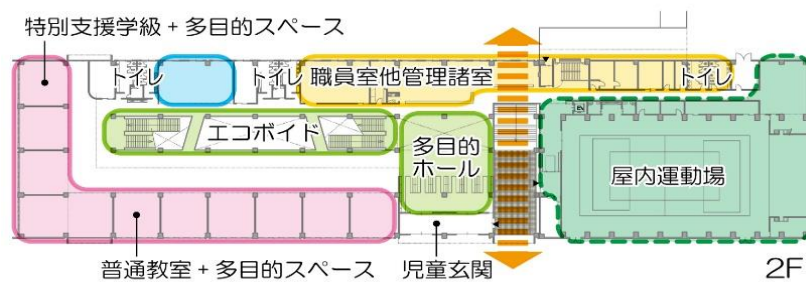 特別支援学級+多目的スペース
トイレ
トイレ
職員室他管理諸室
トイレ
エコボイド
多目的
ホール
屋内運動場
普通教室+多目的スペース
児童玄関
2F